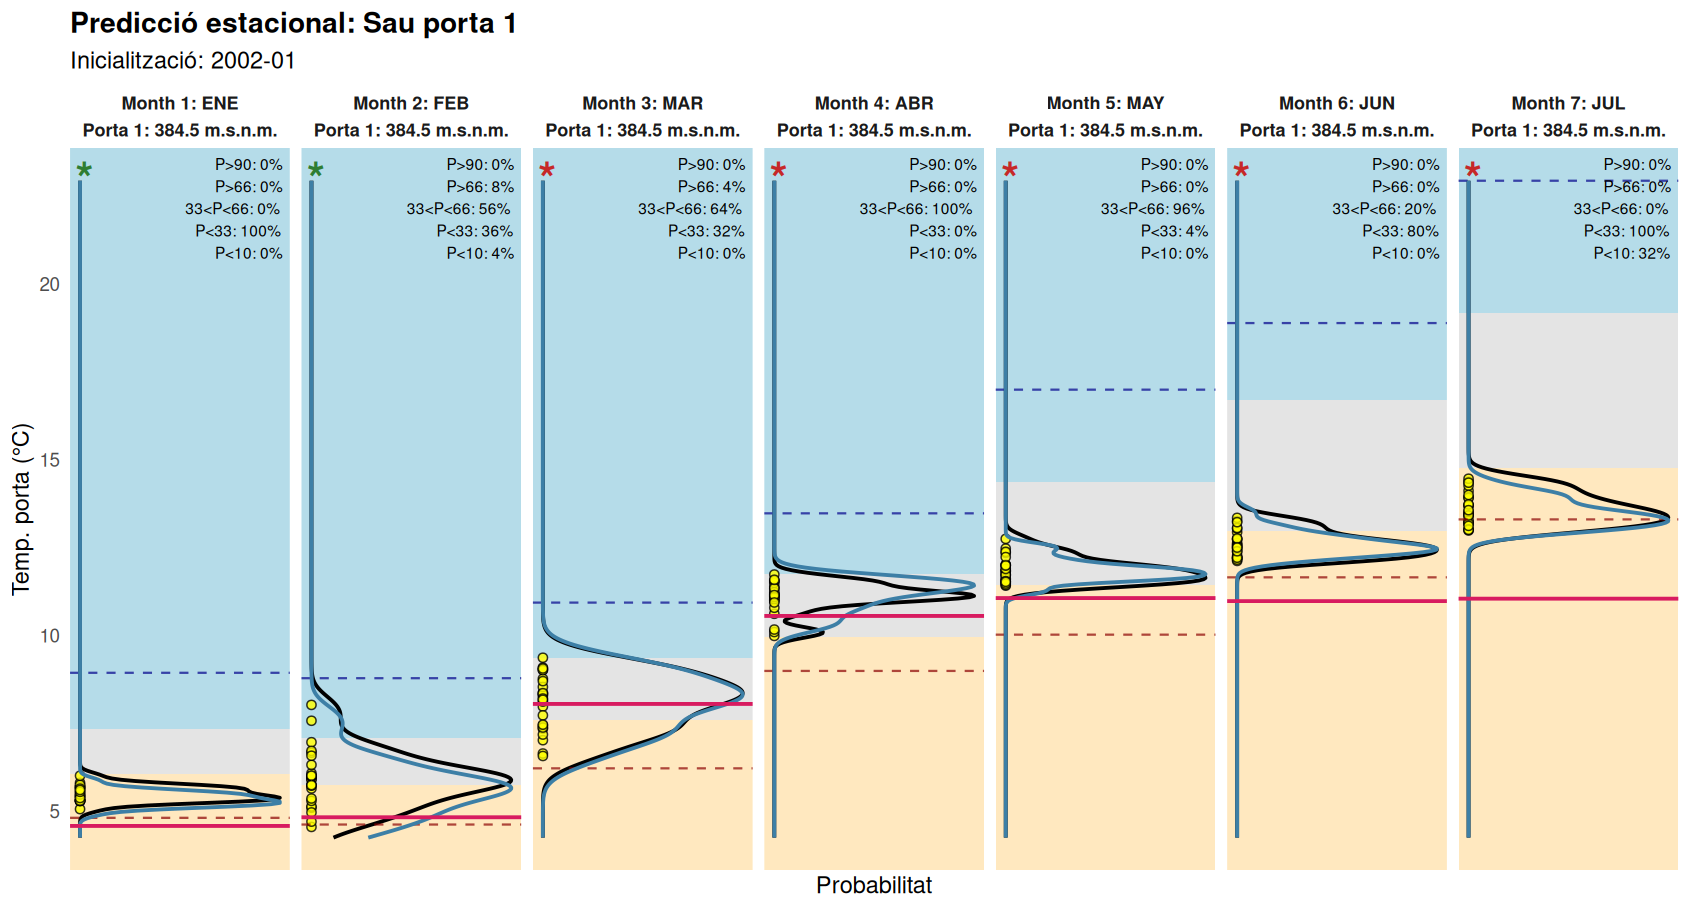 Predicció estacional: Sau porta 1
Inicialització: 2002-01
Month 1: ENE
Porta 1: 384.5 m.s.n.m.
Month 2: FEB
Porta 1: 384.5 m.s.n.m.
Month 3: MAR
Porta 1: 384.5 m.s.n.m.
Month 4: ABR
Porta 1: 384.5 m.s.n.m.
Month 5: MAY
Porta 1: 384.5 m.s.n.m.
Month 6: JUN
Porta 1: 384.5 m.s.n.m.
Month 7: JUL
Porta 1: 384.5 m.s.n.m.
*
P>90: 0%
P>66: 0%
33<P<66: 0%
P<33: 100%
P<10: 0%
*
P>90: 0%
P>66: 8%
33<P<66: 56%
P<33: 36%
P<10: 4%
*
P>90: 0%
P>66: 4%
33<P<66: 64%
P<33: 32%
P<10: 0%
*
P>90: 0%
P>66: 0%
33<P<66: 100%
P<33: 0%
P<10: 0%
*
P>90: 0%
P>66: 0%
33<P<66: 96%
P<33: 4%
P<10: 0%
*
P>90: 0%
P>66: 0%
33<P<66: 20%
P<33: 80%
P<10: 0%
*
P>90: 0%
P>66: 0%
33<P<66: 0%
P<33: 100%
P<10: 32%
20
15
10
5
Temp. porta (°C)
Probabilitat